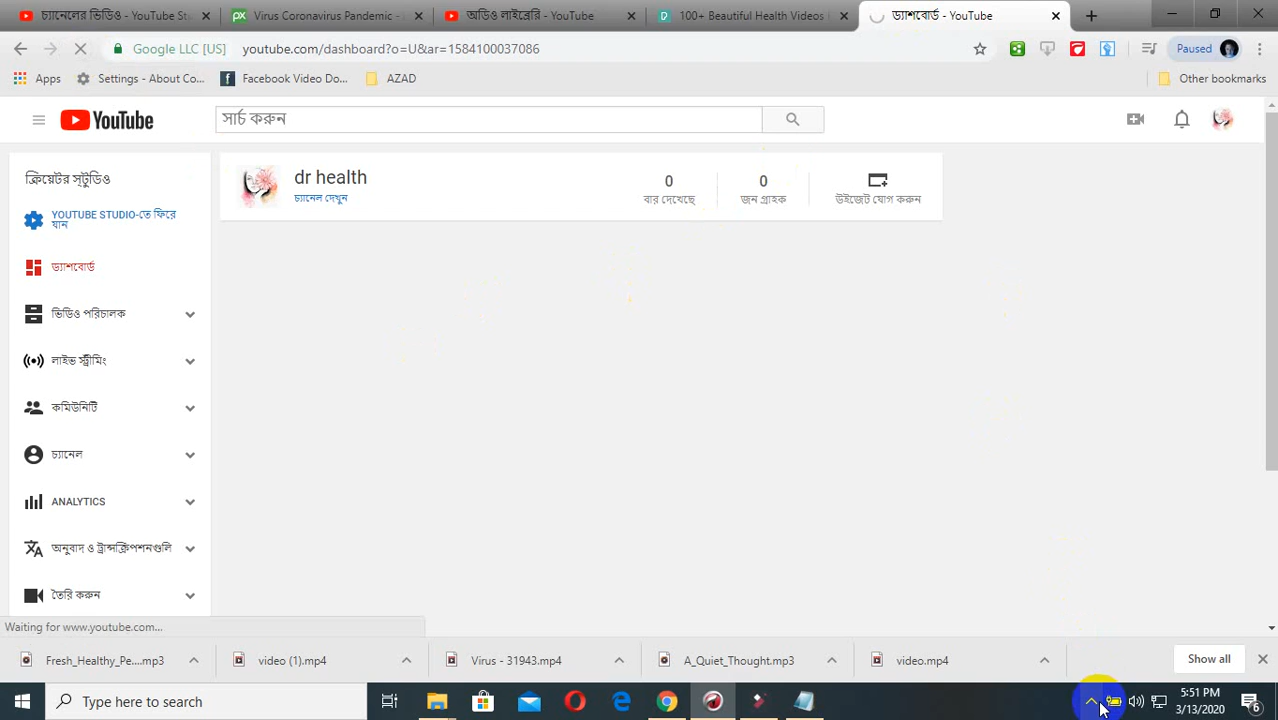 চ্যানেলের ভিডিও - YouTube St
Virus Coronavirus Pandemic -
অডিও লাইব্রেরি - YouTube
100+ Beautiful Health Videos
ড্যাশবোর্ড - YouTube
Google LLC [US]
youtube.com/dashboard?o=U&ar=1584100037086
Paused
Apps
Settings - About Co...
Facebook Video Do...
AZAD
Other bookmarks
YouTube
সার্চ করুন
ক্রিয়েটর স্টুডিও
YOUTUBE STUDIO-তে ফিরে
যান
ড্যাশবোর্ড
ভিডিও পরিচালক
লাইভ স্ট্রীমিং
কমিউনিটি
চ্যানেল
ANALYTICS
অনুবাদ ও ট্রান্সক্রিপশনগুলি
তৈরি করুন
dr health
চ্যানেল দেখুন
0
বার দেখেছে
0
জন গ্রাহক
উইজেট যোগ করুন
Waiting for www.youtube.com...
Fresh_Healthy_Pe....mp3
video (1).mp4
Virus - 31943.mp4
A_Quiet_Thought.mp3
video.mp4
Show all
Type here to search
5:51 PM
3/13/2020
6